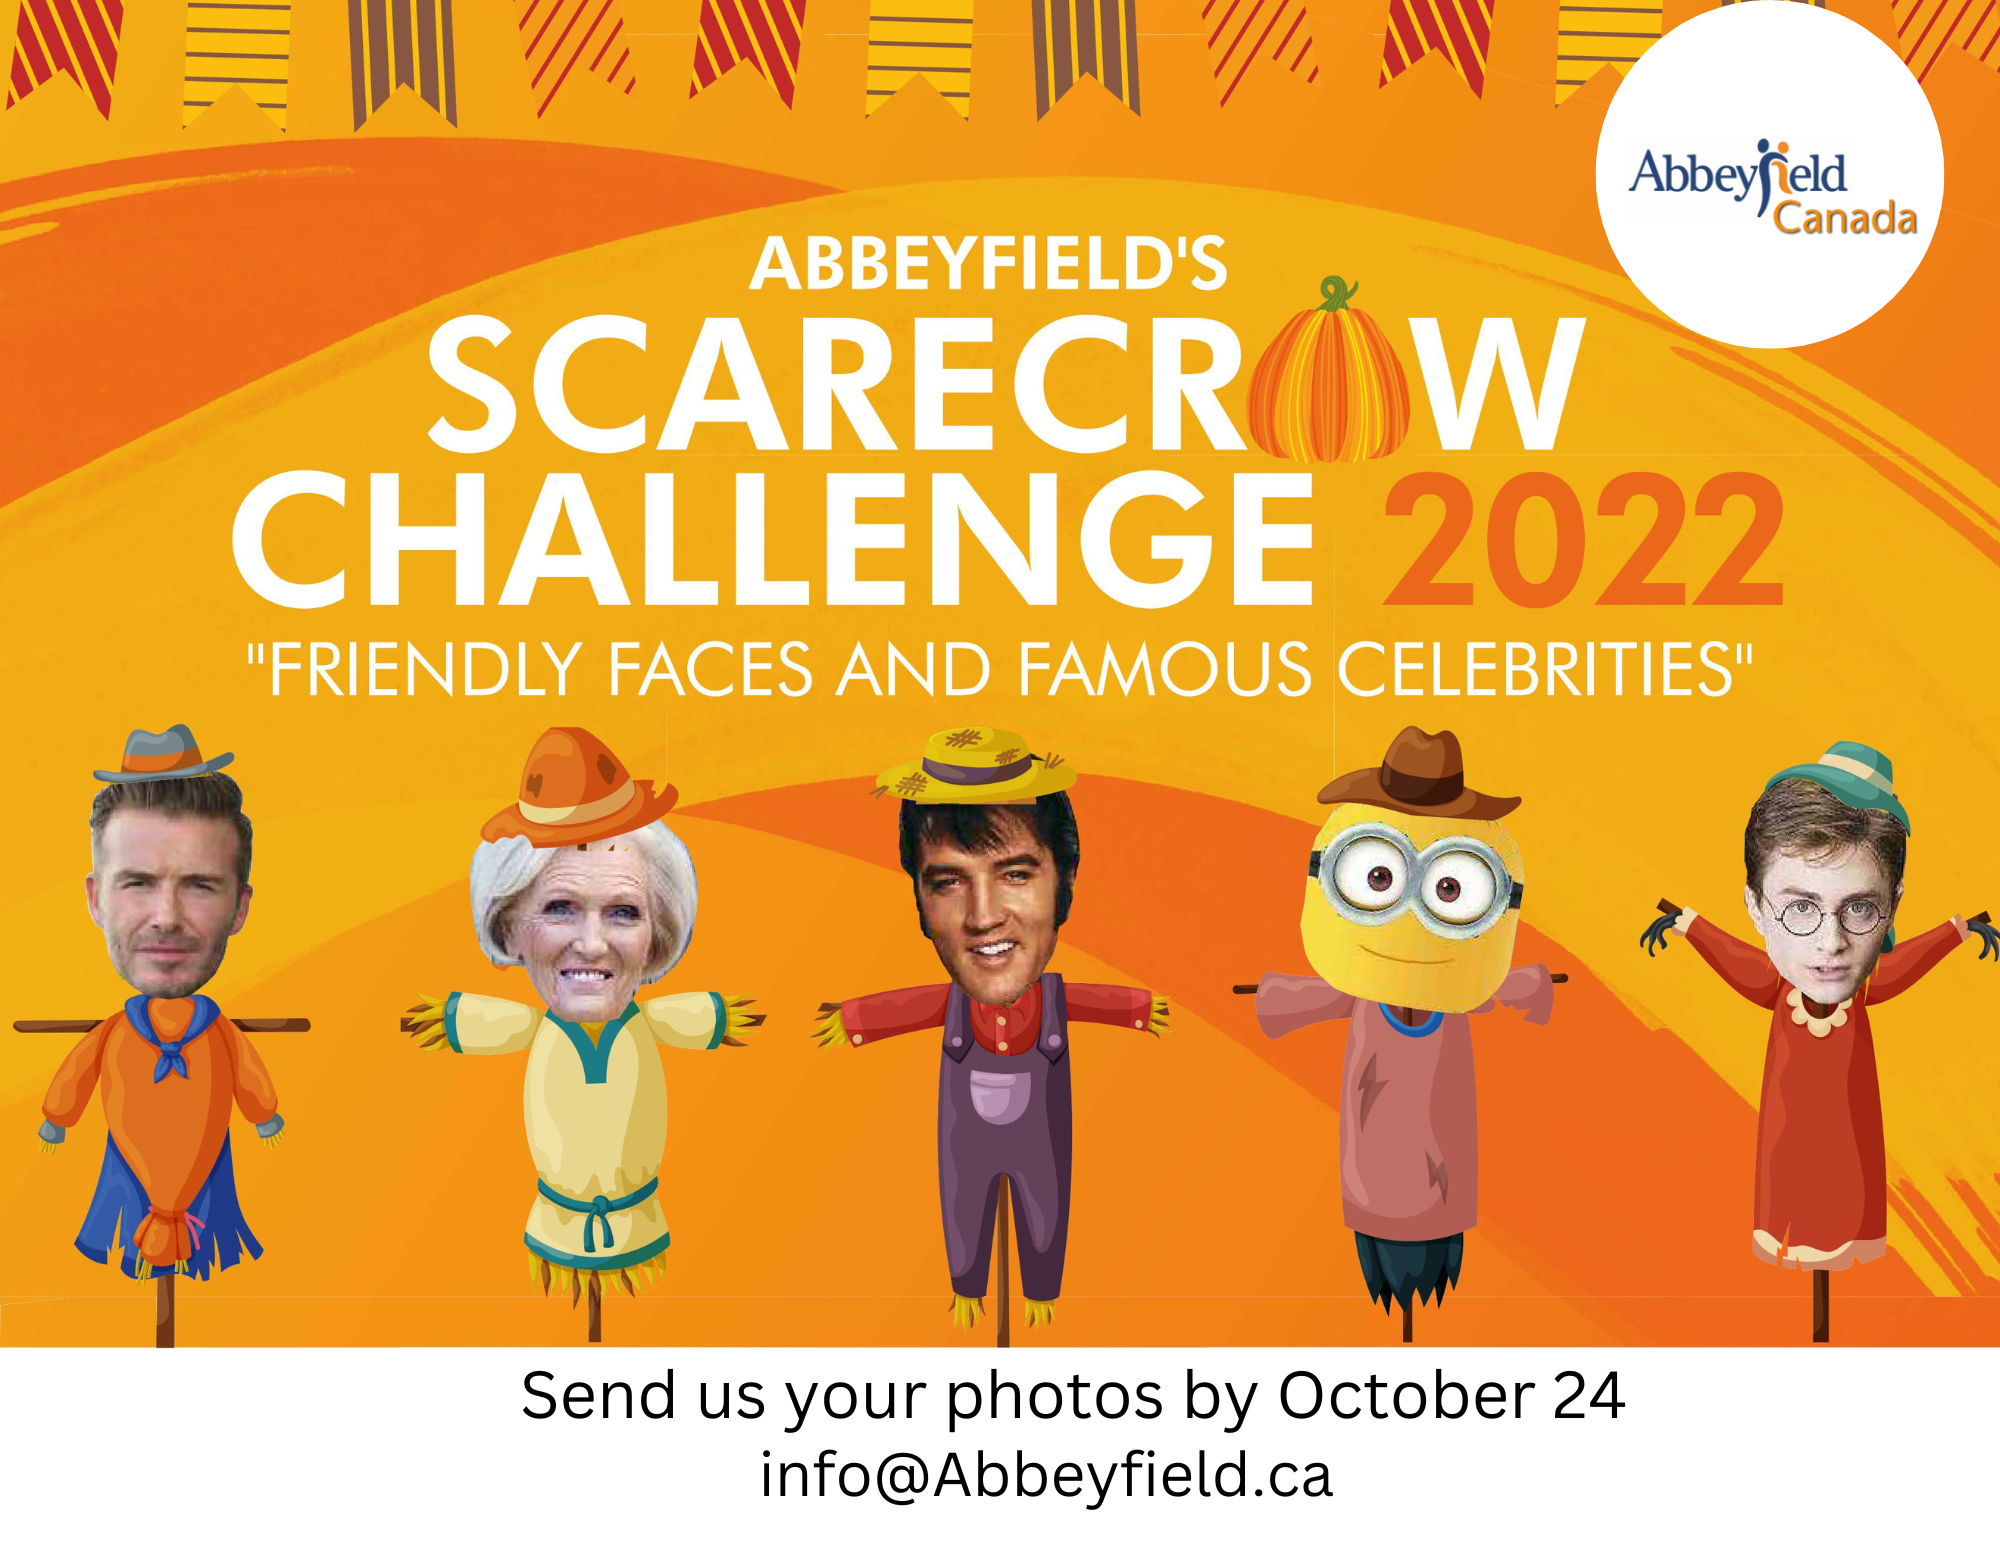 Abbeyfield
Canada
ABBEYFIELD'S
SCARECROW
CHALLENGE 2022
"FRIENDLY FACES AND FAMOUS CELEBRITIES"
Send us your photos by October 24
info@Abbeyfield.ca